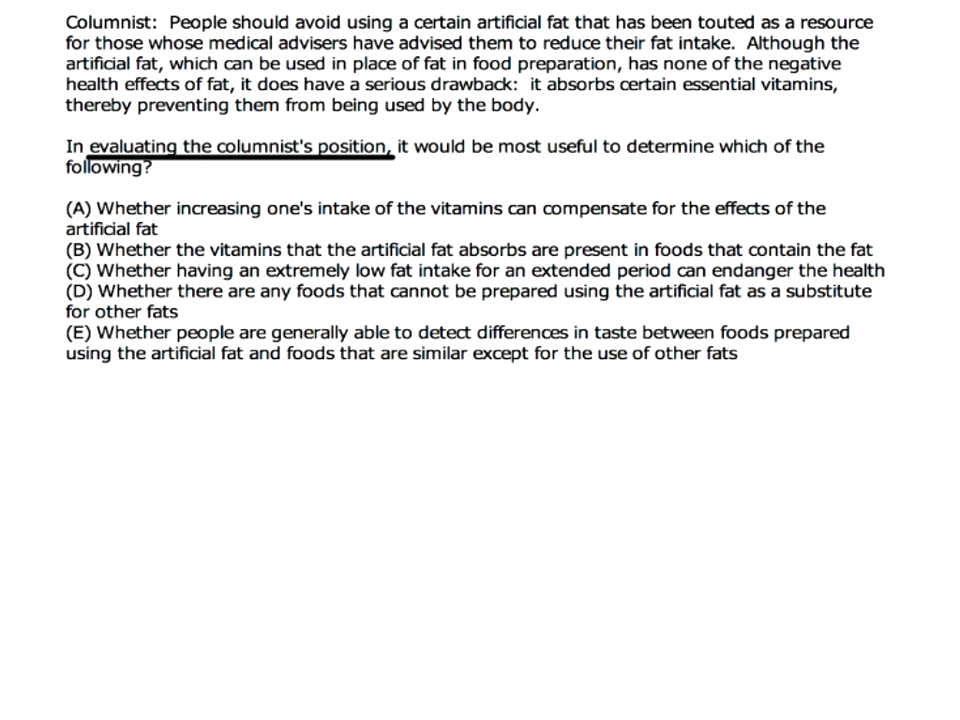 Columnist: People should avoid using a certain artificial fat that has been touted as a resource
for those whose medical advisers have advised them to reduce their fat intake. Although the
artificial fat, which can be used in place of fat in food preparation, has none of the negative
health effects of fat, it does have a serious drawback: it absorbs certain essential vitamins,
thereby preventing them from being used by the body.
In evaluating the columnist's position, it would be most useful to determine which of the
following?
(A) Whether increasing one's intake of the vitamins can compensate for the effects of the
artificial fat
(B) Whether the vitamins that the artificial fat absorbs are present in foods that contain the fat
(C) Whether having an extremely low fat intake for an extended period can endanger the health
(D) Whether there are any foods that cannot be prepared using the artificial fat as a substitute
for other fats
(E) Whether people are generally able to detect differences in taste between foods prepared
using the artificial fat and foods that are similar except for the use of other fats